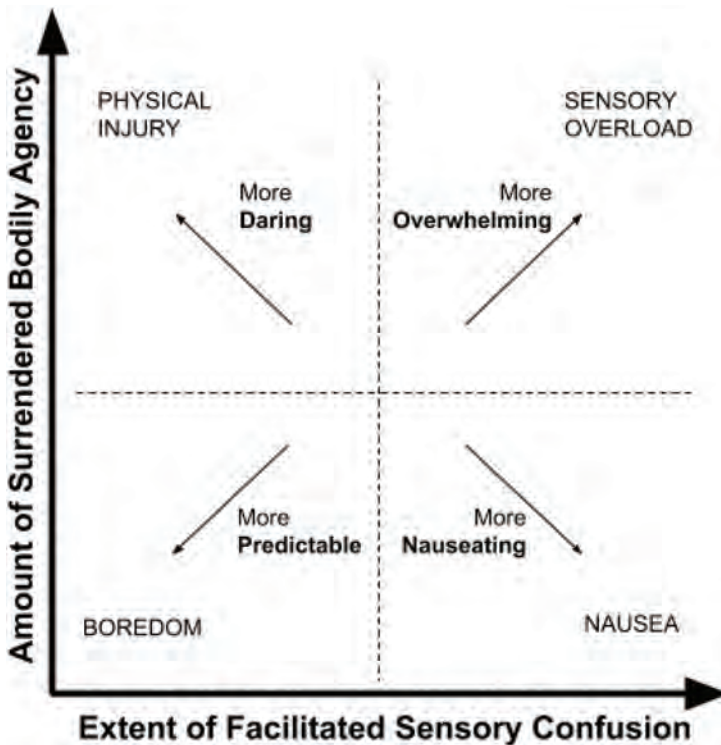 Amount of Surrendered Bodily Agency
PHYSICAL
INJURY
SENSORY
OVERLOAD
More
Daring
More
Overwhelming
More
Predictable
More
Nauseating
BOREDOM
NAUSEA
Extent of Facilitated Sensory Confusion